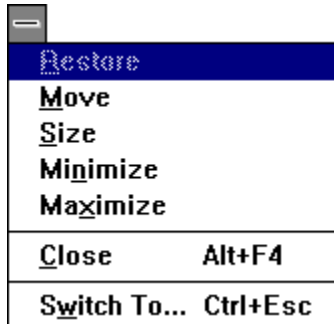 Restore
Move
Size
Minimize
Maximize
Close Alt+F4
Switch To... Ctrl+Esc